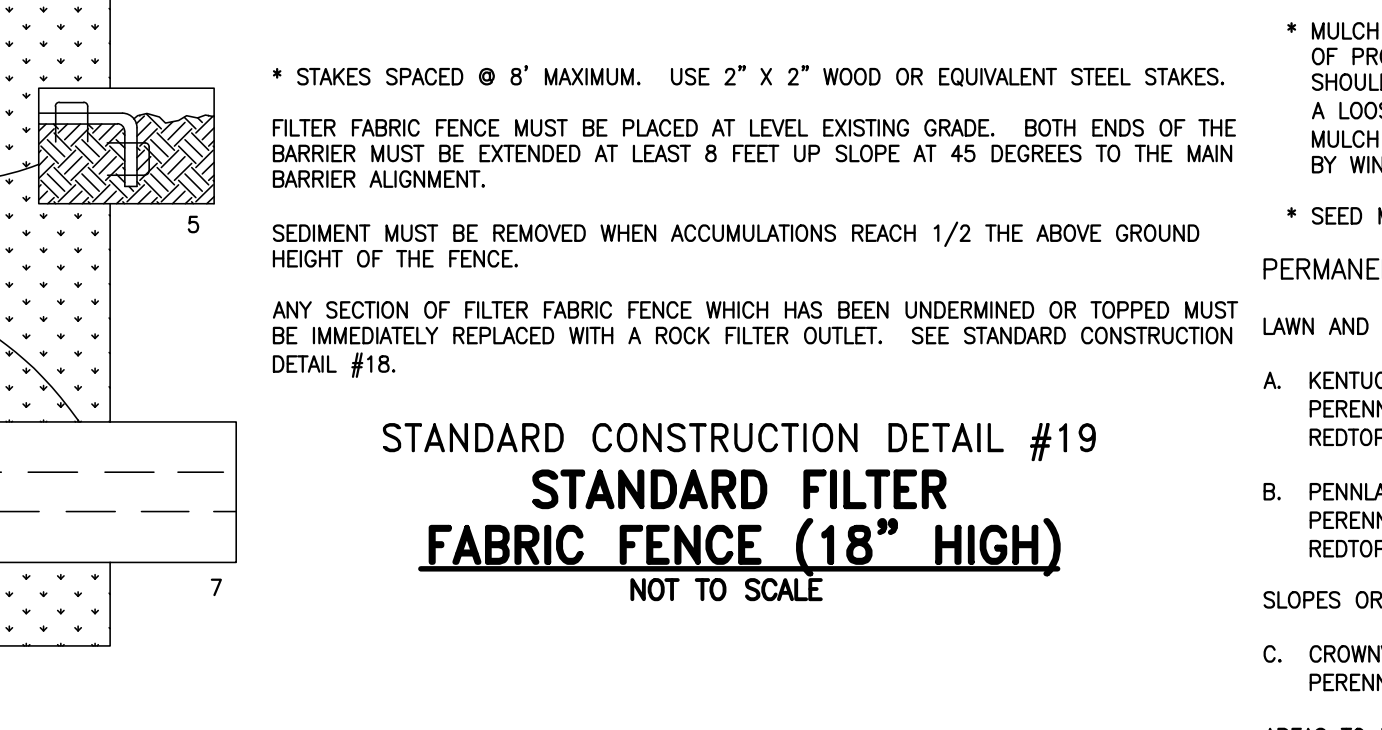 * STAKES SPACED @ 8' MAXIMUM. USE 2” X 2” WOOD OR EQUIVALENT STEEL STAKES.
FILTER FABRIC FENCE MUST BE PLACED AT LEVEL EXISTING GRADE. BOTH ENDS OF THE
BARRIER MUST BE EXTENDED AT LEAST 8 FEET UP SLOPE AT 45 DEGREES TO THE MAIN
BARRIER ALIGNMENT.
SEDIMENT MUST BE REMOVED WHEN ACCUMULATIONS REACH 1/2 THE ABOVE GROUND
HEIGHT OF THE FENCE.
ANY SECTION OF FILTER FABRIC FENCE WHICH HAS BEEN UNDERMINED OR TOPPED MUST
BE IMMEDIATELY REPLACED WITH A ROCK FILTER OUTLET. SEE STANDARD CONSTRUCTION
DETAIL #18.
STANDARD CONSTRUCTION DETAIL #19
STANDARD FILTER
FABRIC FENCE (18” HIGH)
NOT TO SCALE
5
7
* MULCH
OF
A
MULCH
BY
* SEED
LAWN AND
A.
B.
SLOPES OR
C.